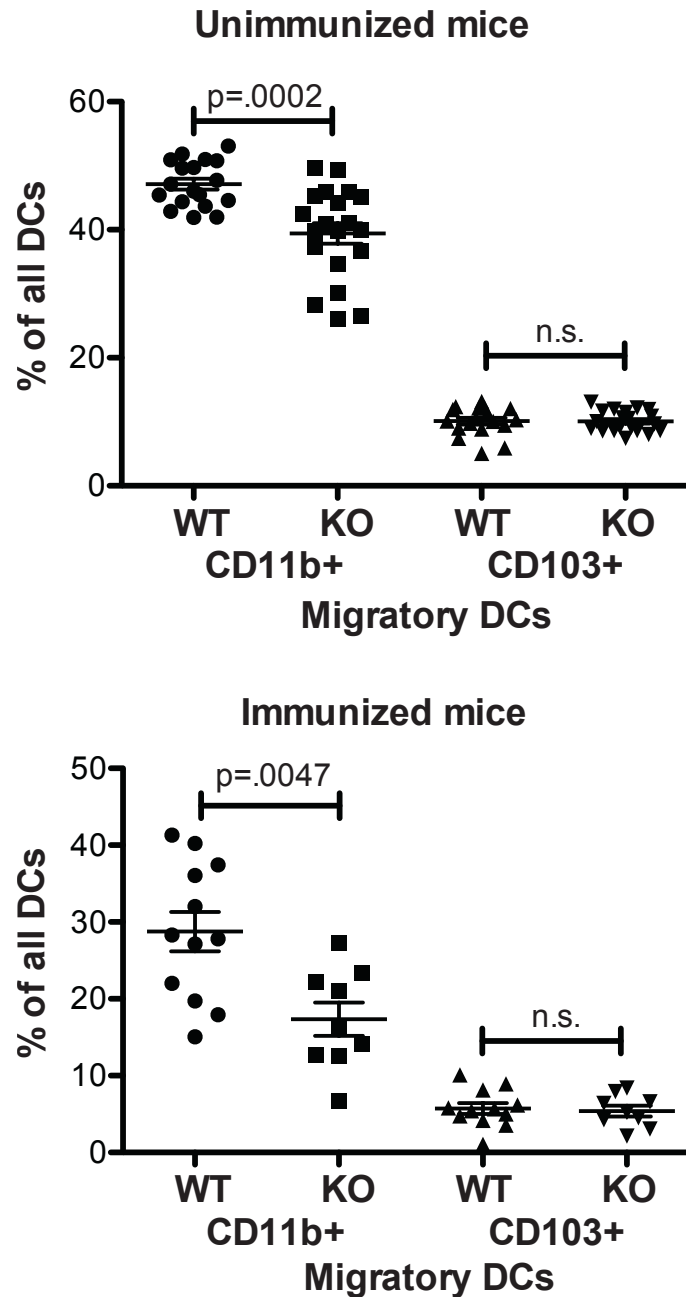 Unimmunized mice
p=.0002
n.s.
% of all DCs
60
40
20
0
WT KO WT KO
CD11b+ CD103+
Migratory DCs
Immunized mice
p=.0047
n.s.
% of all DCs
50
40
30
20
10
0
WT KO WT KO
CD11b+ CD103+
Migratory DCs